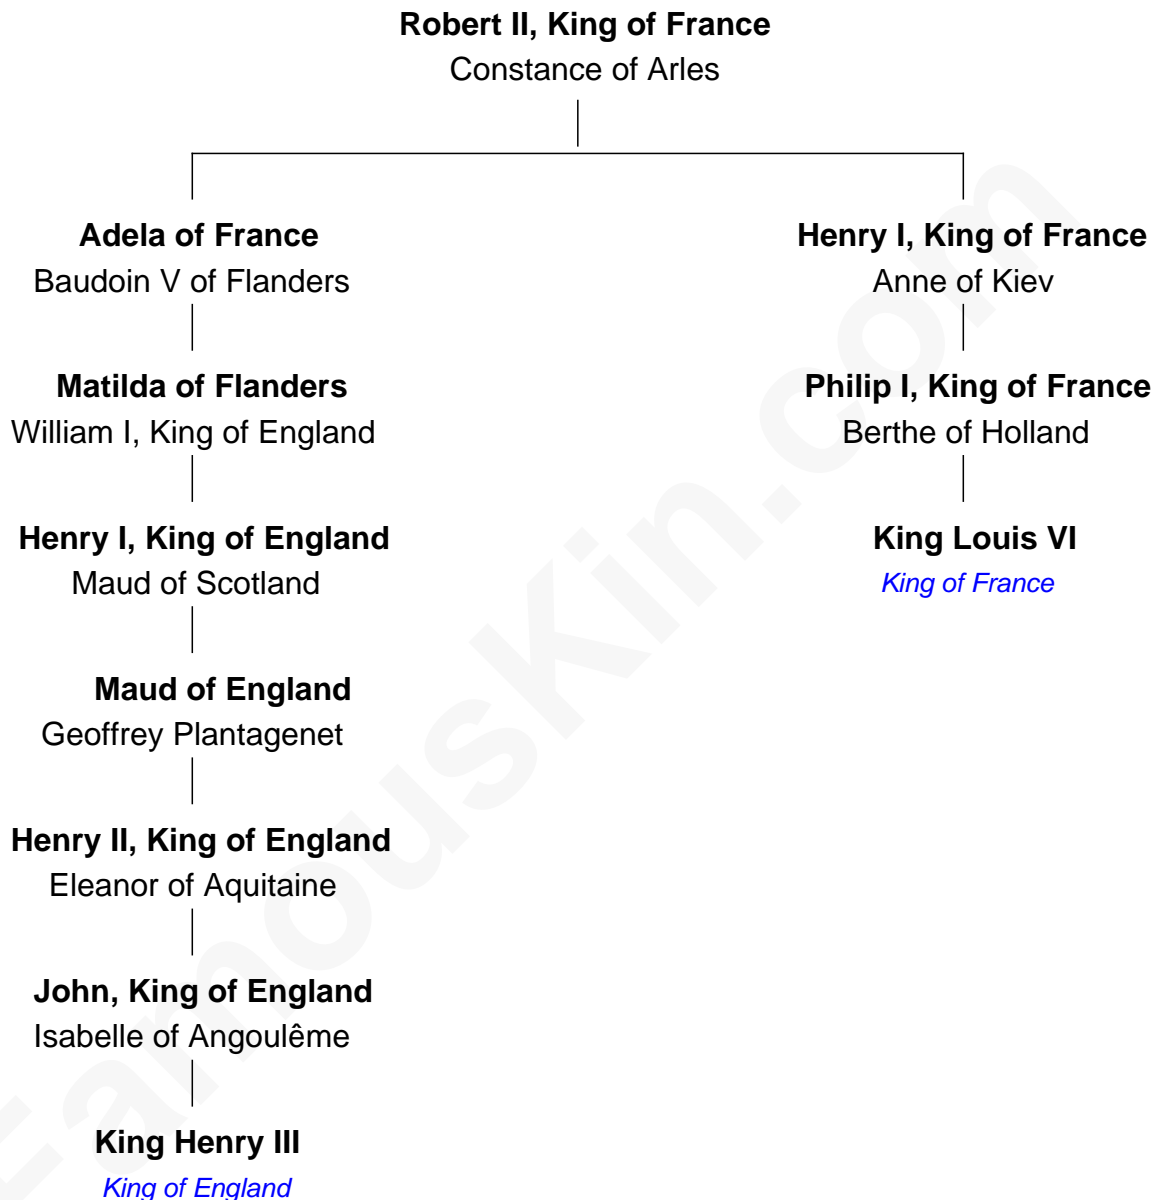 Robert II, King of France
Constance of Arles
Adela of France
Baudoin V of Flanders
Matilda of Flanders
William I, King of England
Henry I, King of England
Maud of Scotland
Maud of England
Geoffrey Plantagenet
Henry II, King of England
Eleanor of Aquitaine
John, King of England
Isabelle of Angoulême
King Henry III
King of England
Henry I, King of France
Anne of Kiev
Philip I, King of France
Berthe of Holland
King Louis VI
King of France
FamousKin.com